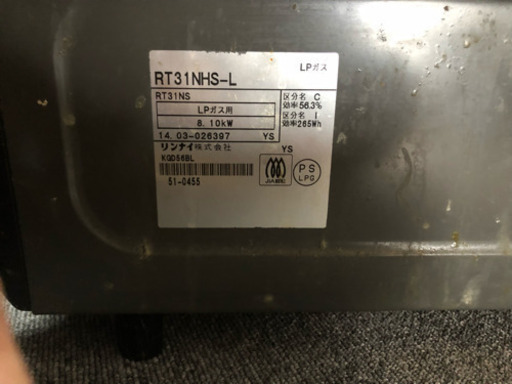 LPガス
RT31NHS-L
RT31NS
LPガス用
8.10kW
区分名 C
効率56.3%
区分名 I
効率265Wh
14.03-026397 YS
リンナイ株式会社
YS
KGD56BL
51-0455
PS
LPG